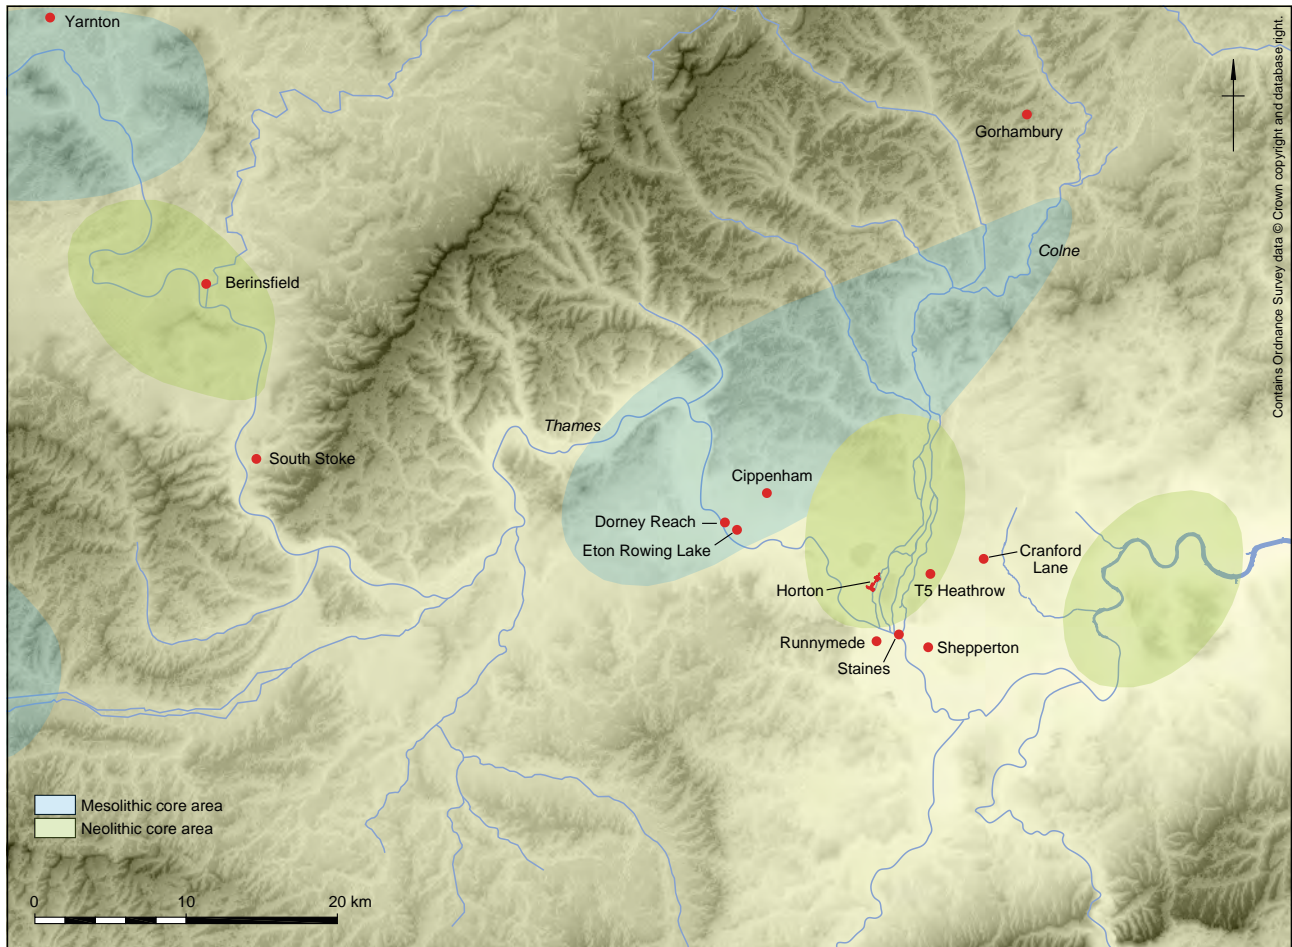 Yarnton
Contains Ordnance Survey data © Crown copyright and database right.
Gorhambury
Colne
Berinsfield
Thames
South Stoke
Cippenham
Dorney Reach
Eton Rowing Lake
Cranford
Lane
Horton
T5 Heathrow
Runnymede
Shepperton
Staines
Mesolithic core area
Neolithic core area
0 10 20 km